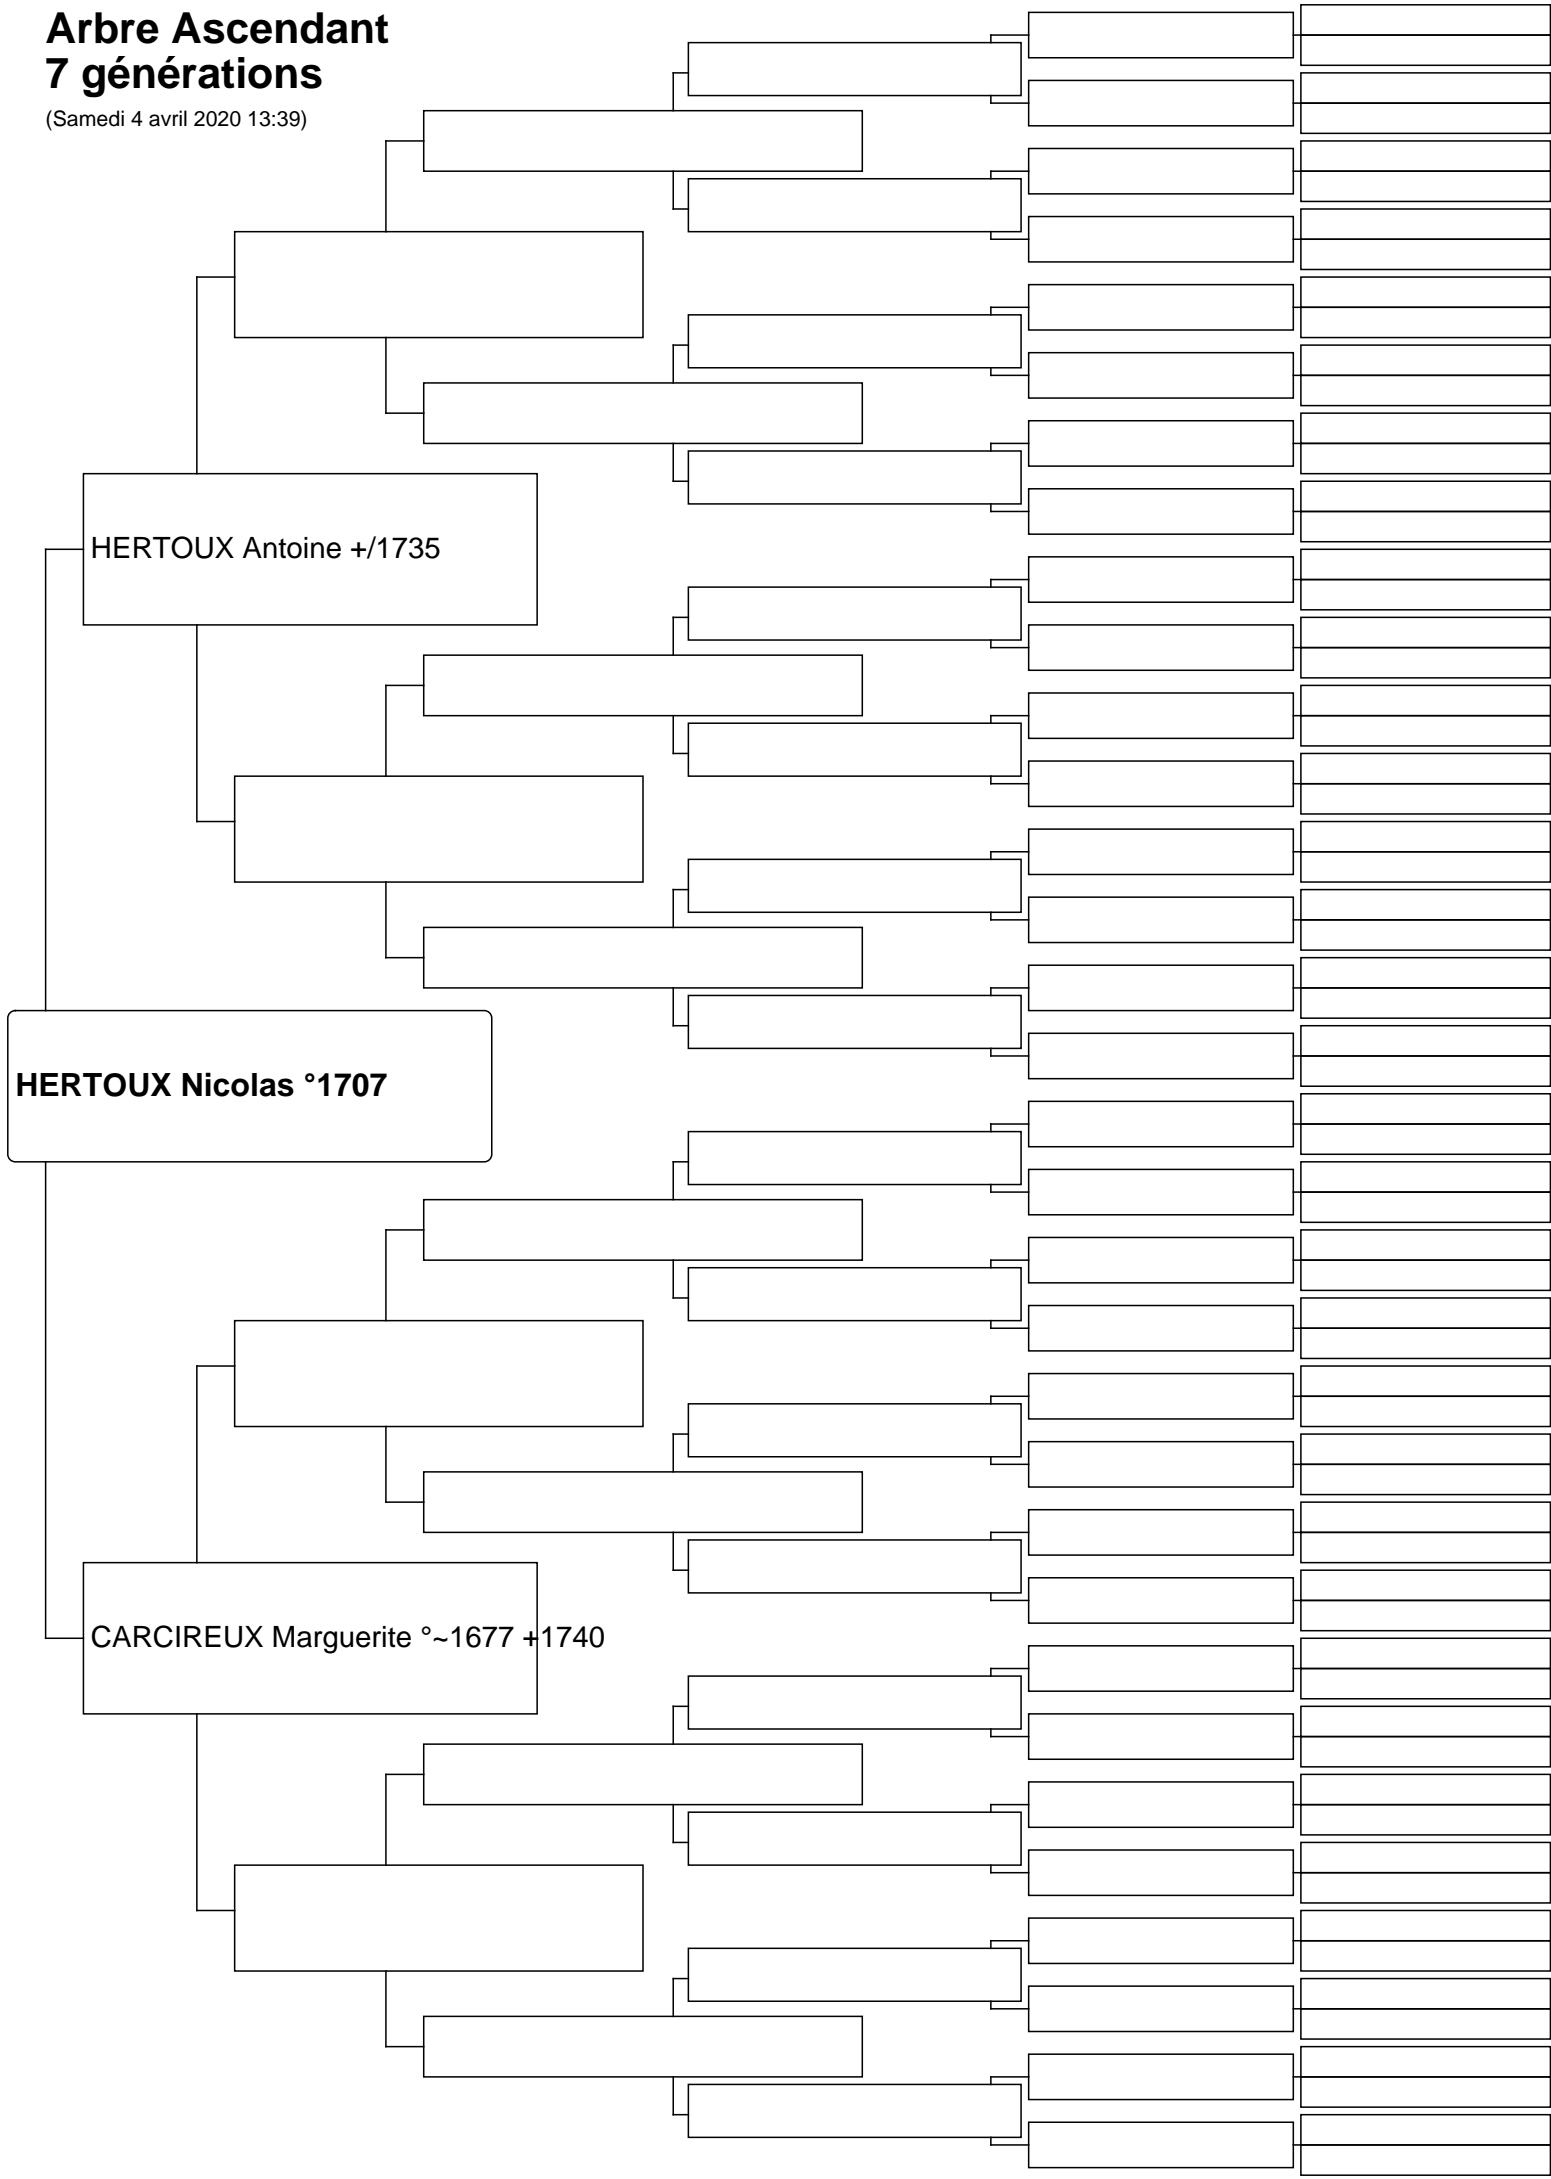 Arbre Ascendant
7 générations
(Samedi 4 avril 2020 13:39)
HERTOUX Antoine +/1735
HERTOUX Nicolas °1707
CARCIREUX Marguerite °~1677 +1740